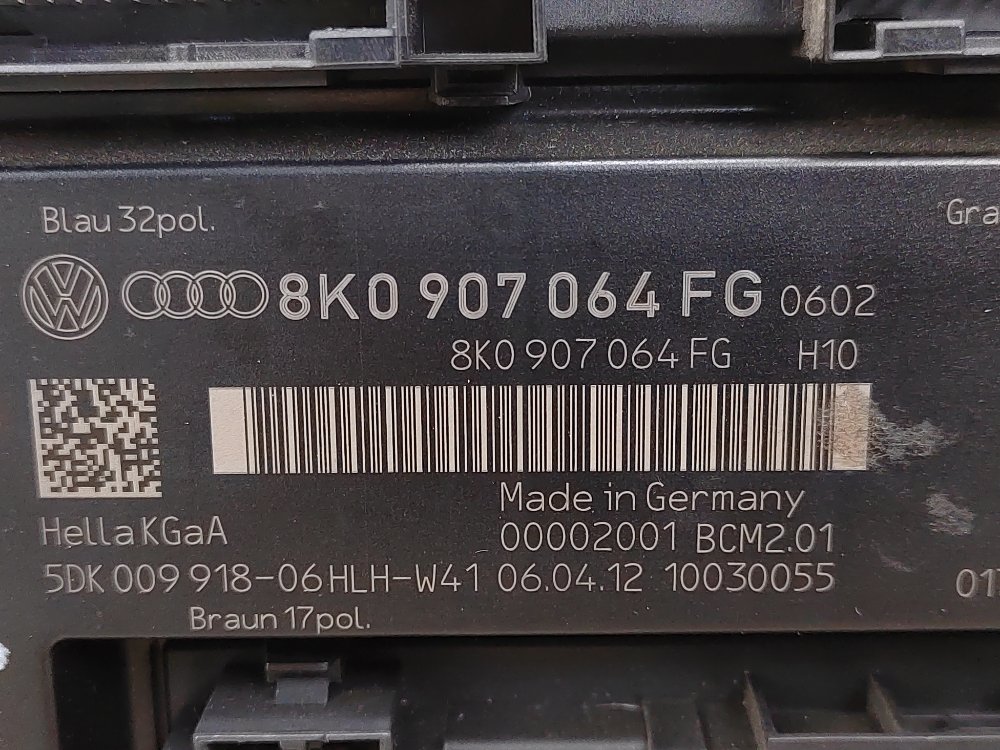 Blau 32pol.
8K0 907 064 FG 0602
8K0 907 064 FG H10
Made in Germany
Hella KGaA
00002001 BCM2.01
5DK 009 918-06 HLH-W41 06.04.12 10030055
Braun 17pol.